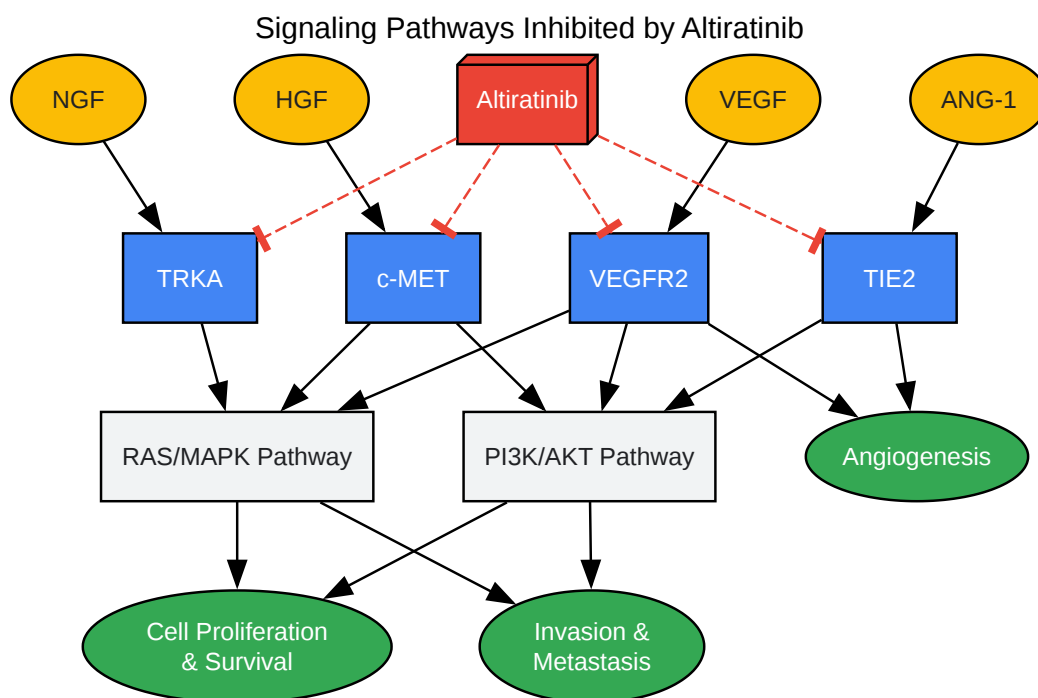 Signaling Pathways Inhibited by Altiratinib
NGF
HGF
Altiratinib
VEGF
ANG-1
TRKA
c-MET
VEGFR2
TIE2
RAS/MAPK Pathway
PI3K/AKT Pathway
Angiogenesis
Cell Proliferation
& Survival
Invasion &
Metastasis